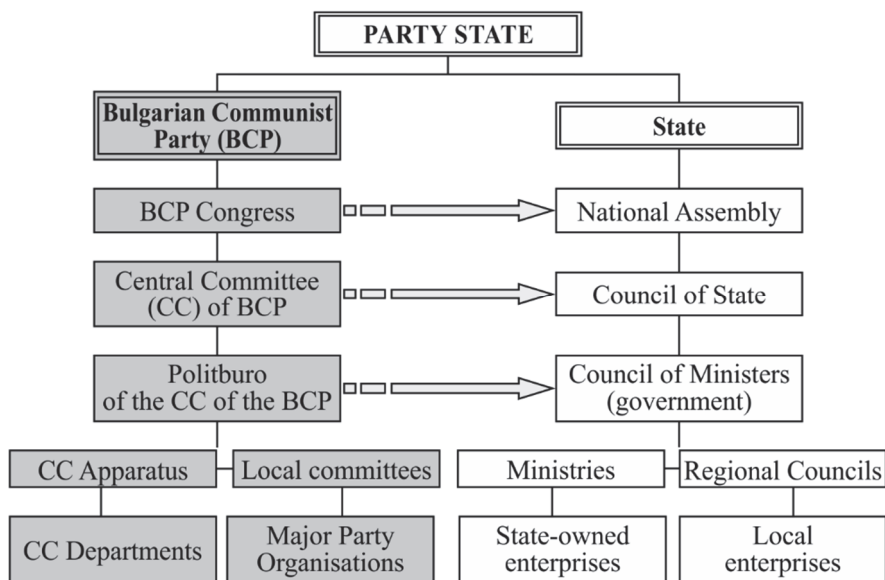 PARTY STATE
Bulgarian Communist
Party (BCP)
State
BCP Congress
National Assembly
Central Committee
(CC) of BCP
Council of State
Politburo
of the CC of the BCP
Council of Ministers
(government)
CC Apparatus
Local committees
Ministries
Regional Councils
CC Departments
Major Party
Organisations
State-owned
enterprises
Local
enterprises